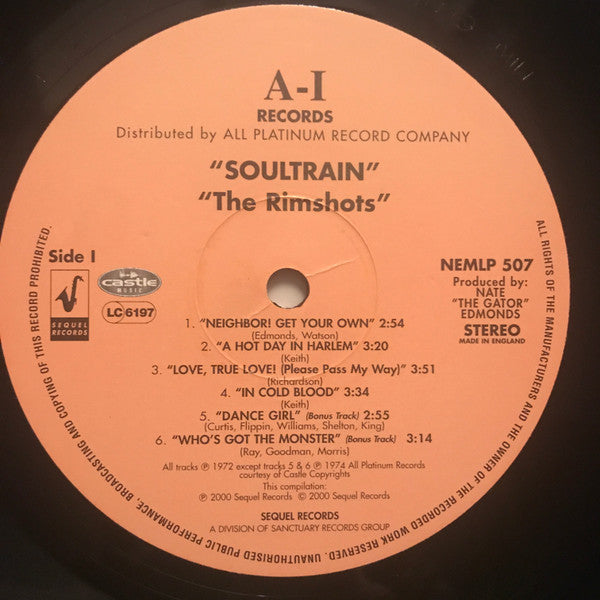 A-I
RECORDS
Distributed by ALL PLATINUM RECORD COMPANY
"SOULTRAIN"
"The Rimshots"
Side I
SEQUEL
RECORDS
castle
MUSIC
LC 6197
NEMLP 507
Produced by:
NATE
"THE GATOR"
EDMONDS
STEREO
MADE IN ENGLAND
1. "NEIGHBOR! GET YOUR OWN" 2:54
(Edmonds, Watson)
2. "A HOT DAY IN HARLEM" 3:20
(Keith)
3. "LOVE, TRUE LOVE! (Please Pass My Way)" 3:51
(Richardson)
4. "IN COLD BLOOD" 3:34
(Keith)
5. "DANCE GIRL" (Bonus Track) 2:55
(Curtis, Flippin, Williams, Shelton, King)
6. "WHO'S GOT THE MONSTER" (Bonus Track) 3:14
(Ray, Goodman, Morris)
All tracks ℗ 1972 except tracks 5 & 6 ℗ 1974 All Platinum Records
courtesy of Castle Copyrights
This compilation:
℗ 2000 Sequel Records © 2000 Sequel Records
SEQUEL RECORDS
A DIVISION OF SANCTUARY RECORDS GROUP
ALL RIGHTS OF THE MANUFACTURERS AND THE OWNER OF THE RECORDED WORK RESERVED. UNAUTHORISED PUBLIC PERFORMANCE, BROADCASTING AND COPYING OF THIS RECORD PROHIBITED.